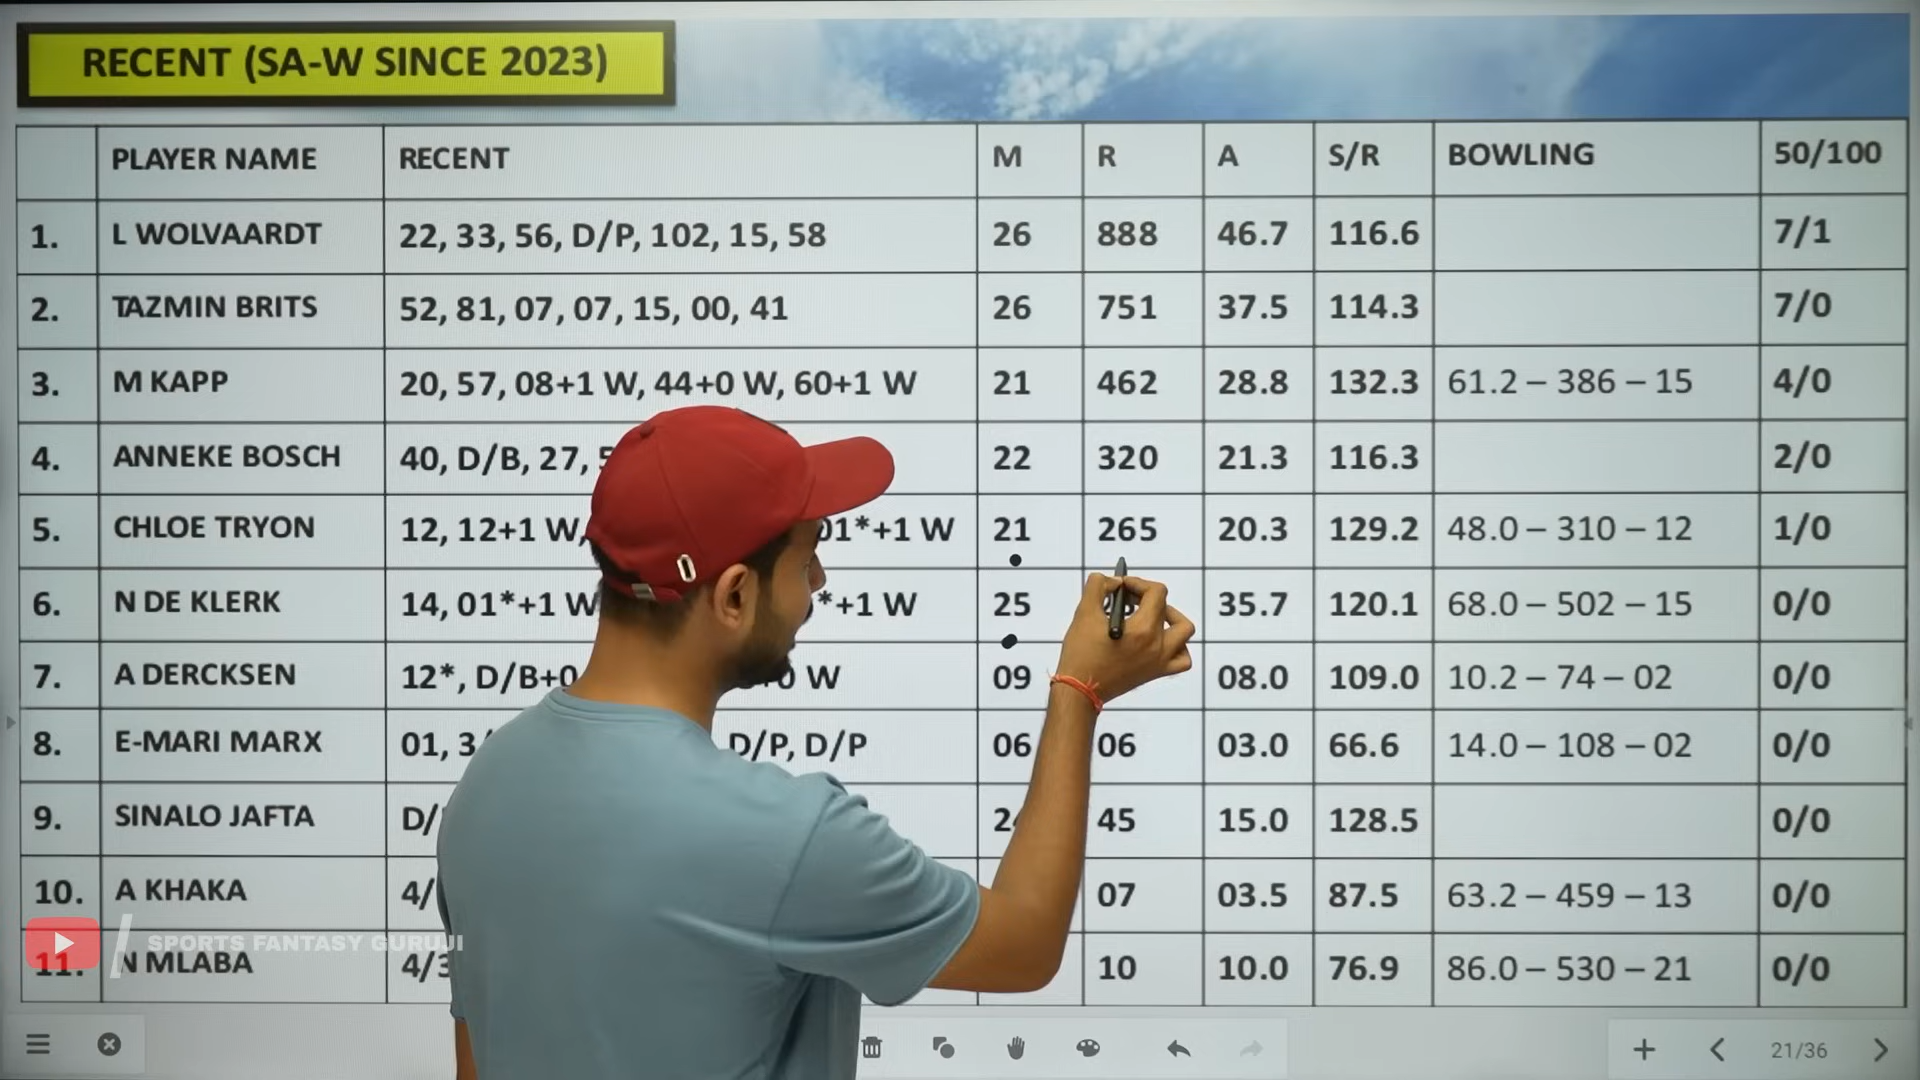 RECENT (SA-W SINCE 2023)
PLAYER NAME RECENT M R A S/R BOWLING 50/100
1. L WOLVAARDT 22, 33, 56, D/P, 102, 15, 58 26 888 46.7 116.6 7/1
2. TAZMIN BRITS 52, 81, 07, 07, 15, 00, 41 26 751 37.5 114.3 7/0
3. M KAPP 20, 57, 08+1 W, 44+0 W, 60+1 W 21 462 28.8 132.3 61.2 – 386 – 15 4/0
4. ANNEKE BOSCH 40, D/B, 27, 22 320 21.3 116.3 2/0
5. CHLOE TRYON 12, 12+1 W, 01*+1 W 21 265 20.3 129.2 48.0 – 310 – 12 1/0
6. N DE KLERK 14, 01*+1 W *+1 W 25 35.7 120.1 68.0 – 502 – 15 0/0
7. A DERCKSEN 12*, D/B+0 W 09 08.0 109.0 10.2 – 74 – 02 0/0
8. E-MARI MARX 01, D/P, D/P 06 06 03.0 66.6 14.0 – 108 – 02 0/0
9. SINALO JAFTA 45 15.0 128.5 0/0
10. A KHAKA 4/ 07 03.5 87.5 63.2 – 459 – 13 0/0
SPORTS FANTASY GURUJI
11. N MLABA 4/3 10 10.0 76.9 86.0 – 530 – 21 0/0
21/36